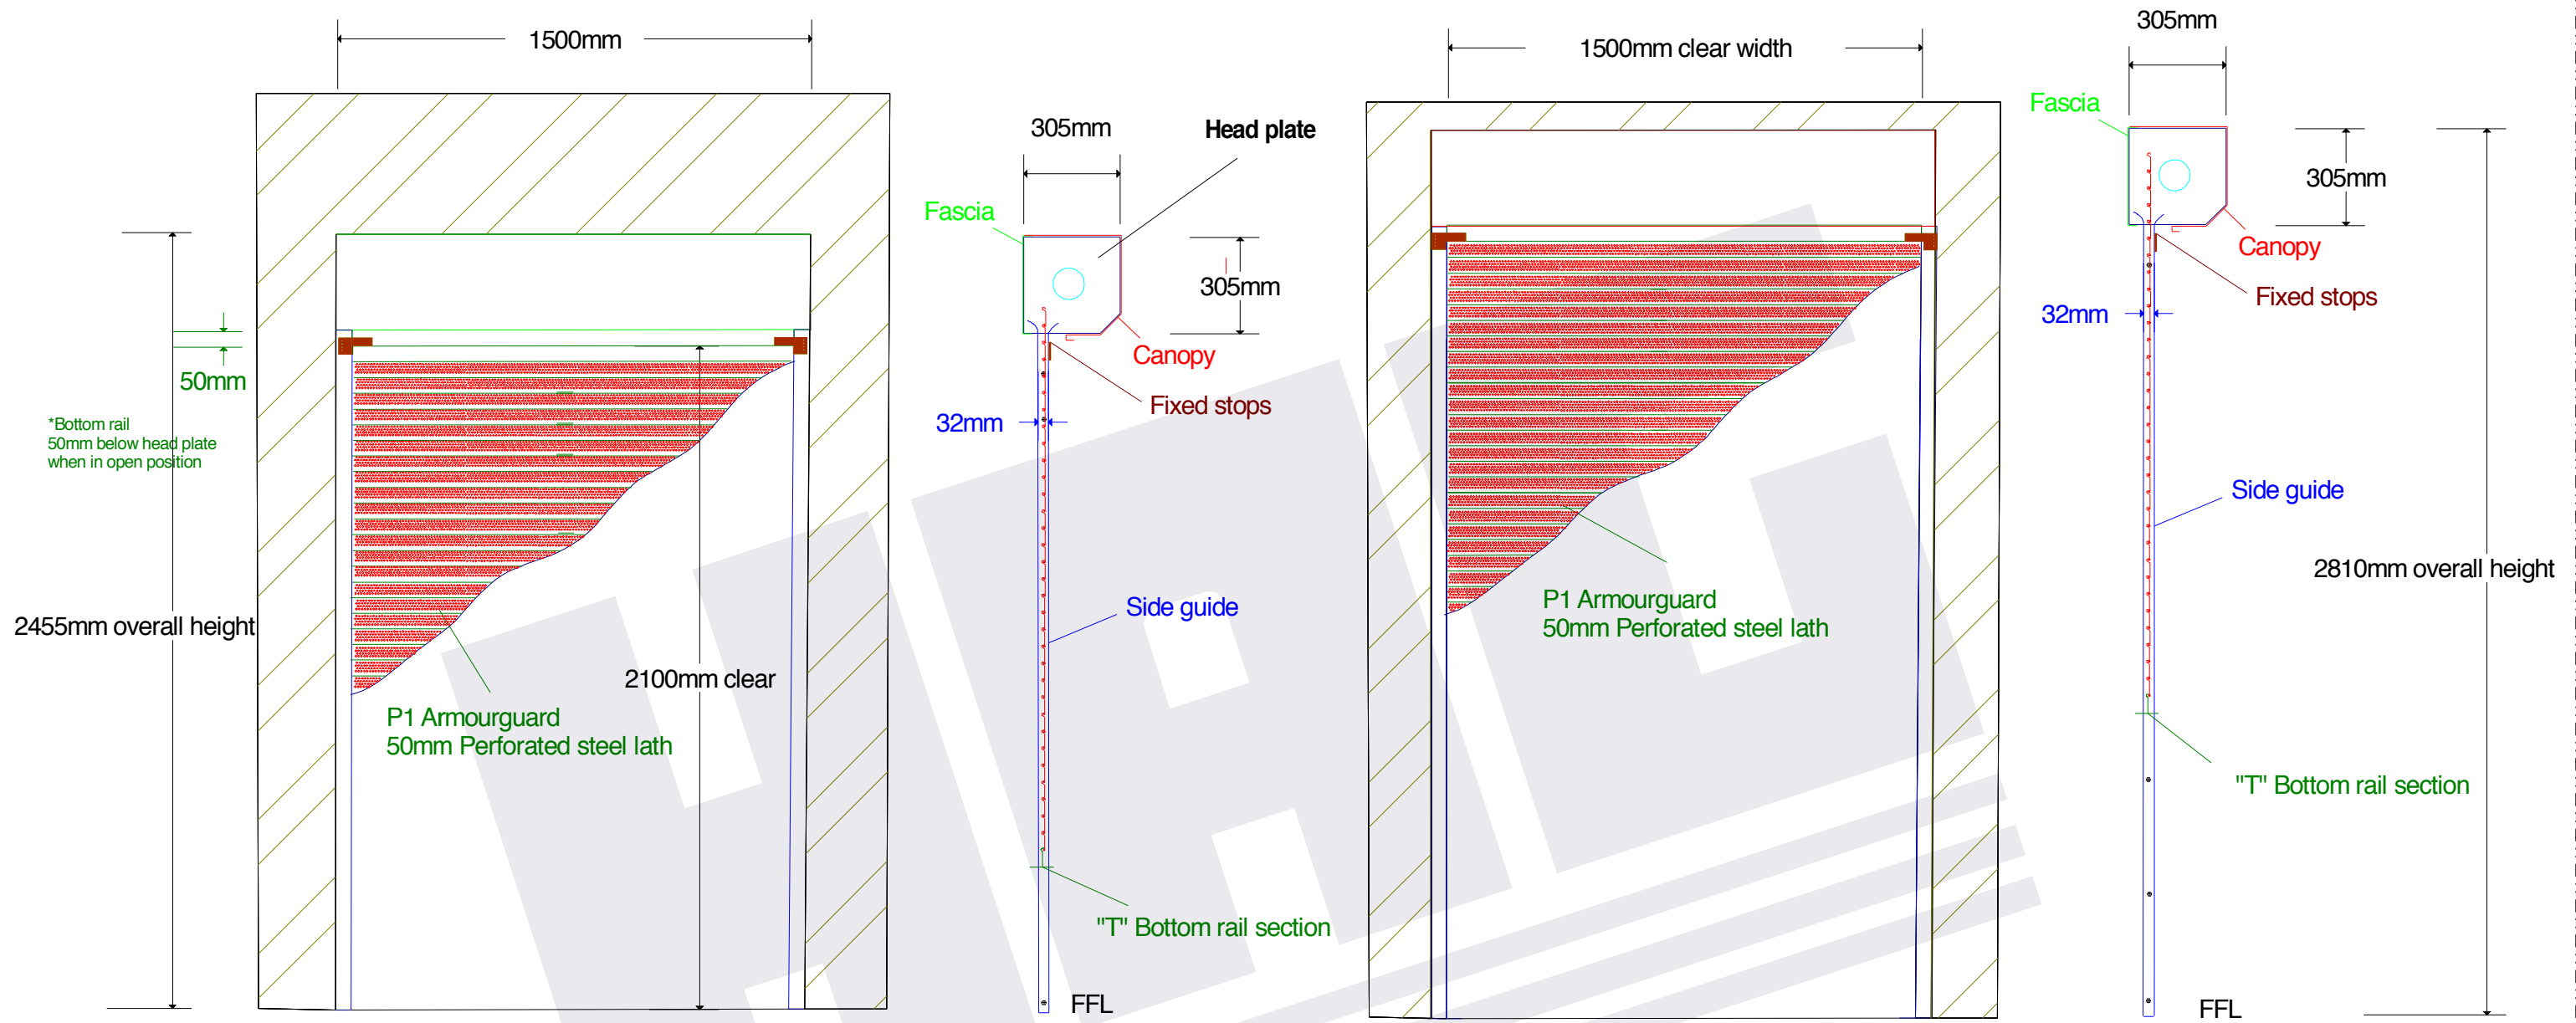 1500mm
305mm
Head plate
Fascia
305mm
Canopy
Fixed stops
50mm
*Bottom rail
50mm below head plate
when in open position
32mm
2455mm overall height
2100mm clear
Side guide
P1 Armourguard
50mm Perforated steel lath
"T" Bottom rail section
FFL
1500mm clear width
305mm
Fascia
305mm
Canopy
Fixed stops
32mm
Side guide
2810mm overall height
P1 Armourguard
50mm Perforated steel lath
"T" Bottom rail section
FFL